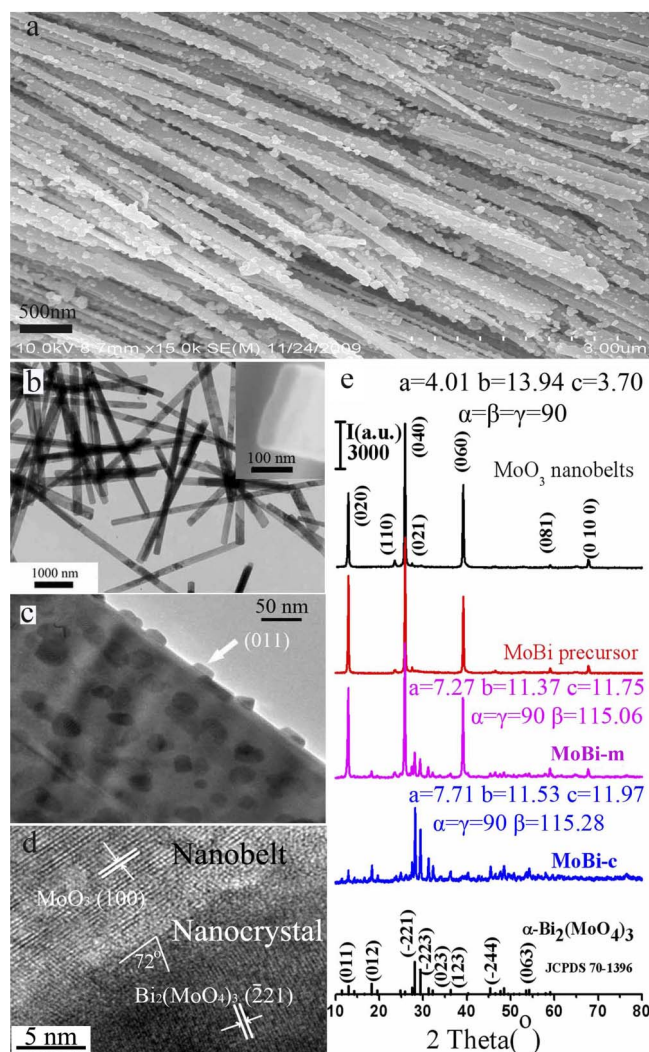 a
500nm
10.0kV 8.7mm x15.0k SE(M) 11/24/2009
3.00um
b
100 nm
1000 nm
c
50 nm
(011)
d
Nanobelt
MoO3 (100)
Nanocrystal
72°
Bi2(MoO4)3 (2̄21)
5 nm
e
a=4.01 b=13.94 c=3.70
α=β=γ=90
I(a.u.)
3000
(020)
(110)
(040)
(021)
(060)
(081)
(0 10 0)
MoO3 nanobelts
MoBi precursor
a=7.27 b=11.37 c=11.75
α=γ=90 β=115.06
MoBi-m
a=7.71 b=11.53 c=11.97
α=γ=90 β=115.28
MoBi-c
α-Bi2(MoO4)3
JCPDS 70-1396
(011)
(012)
(-221)
(-223)
(023)
(123)
(-244)
(063)
10 20 30 40 50 60 70 80
2 Theta(°)